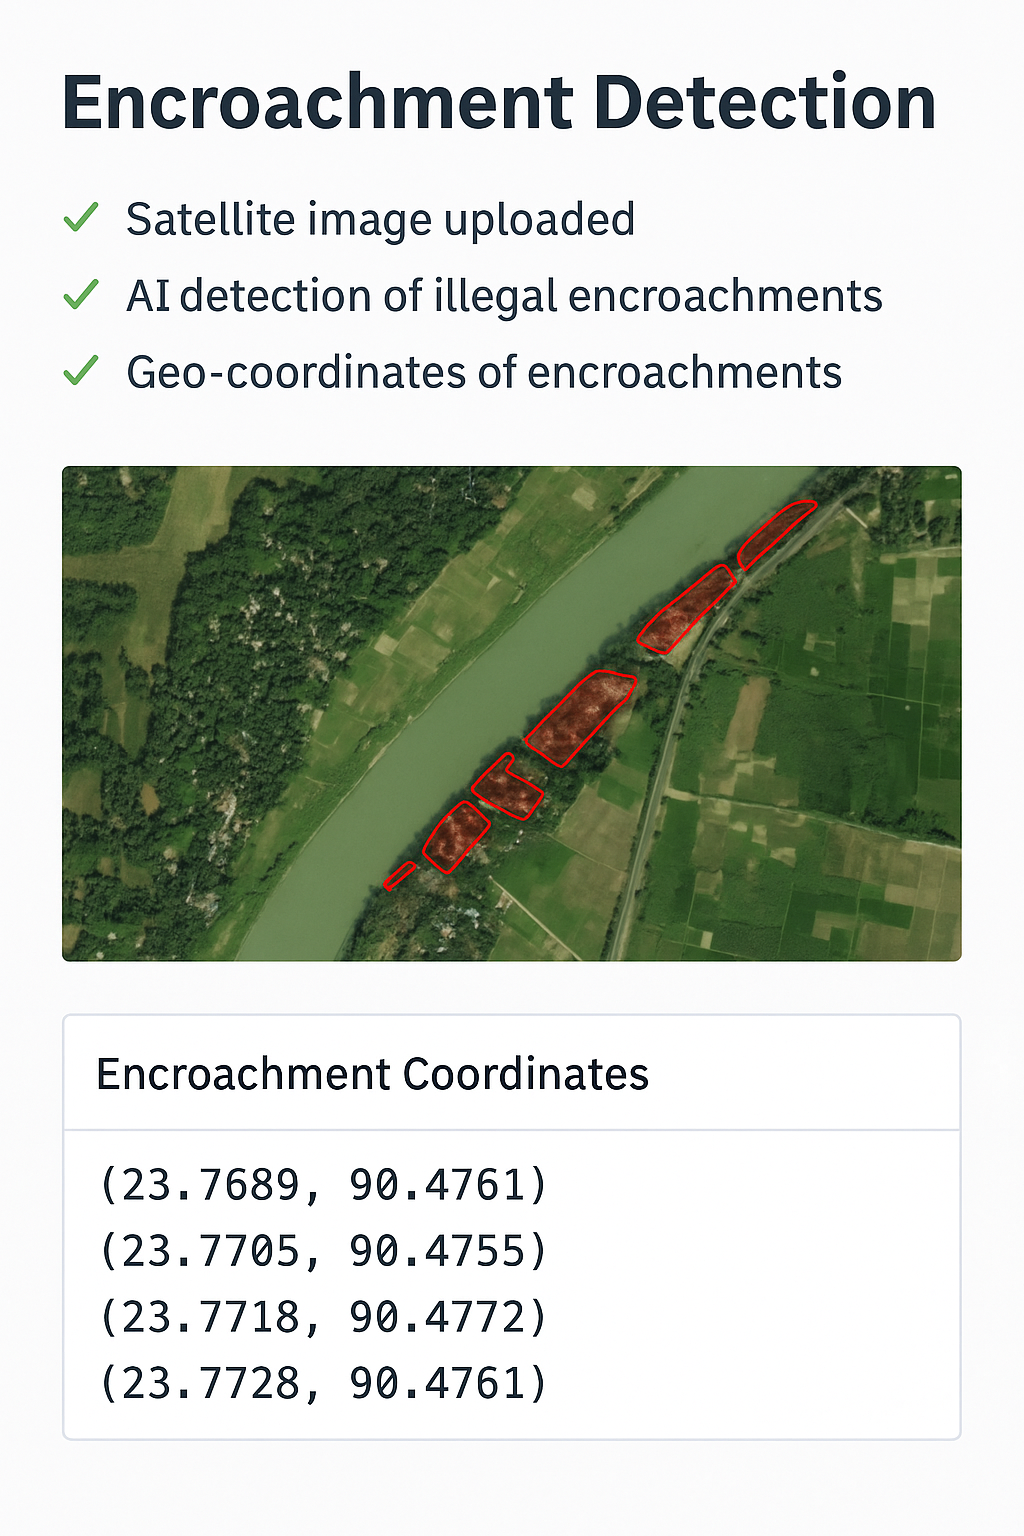 Encroachment Detection
Satellite image uploaded
AI detection of illegal encroachments
Geo-coordinates of encroachments
Encroachment Coordinates
(23.7689, 90.4761)
(23.7705, 90.4755)
(23.7718, 90.4772)
(23.7728, 90.4761)